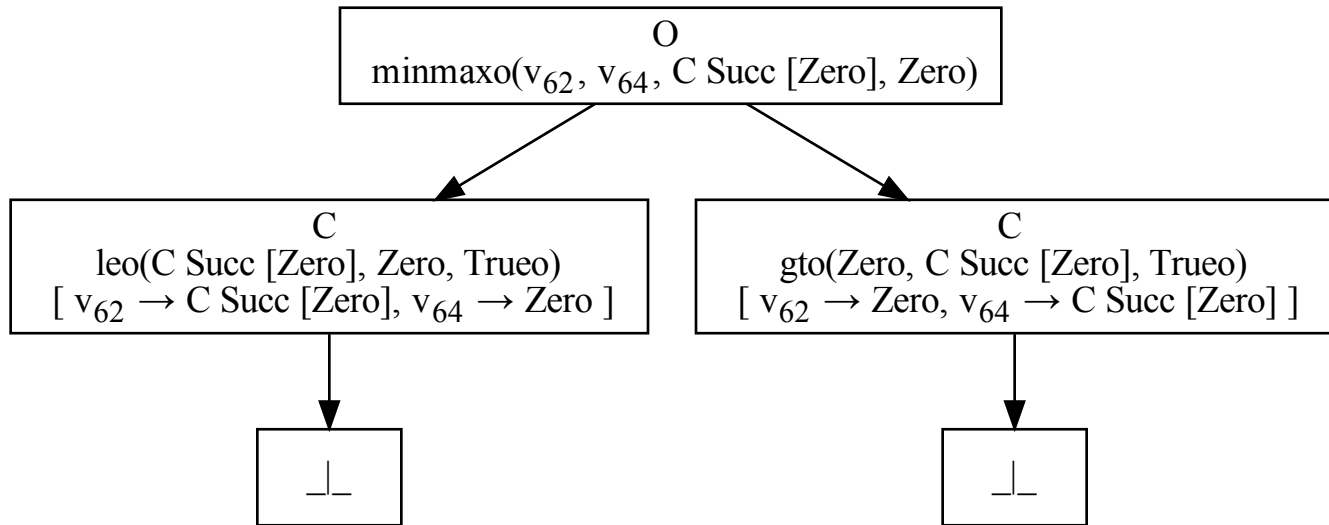 O
minmaxo(v₆₂, v₆₄, C Succ [Zero], Zero)
C
leo(C Succ [Zero], Zero, Trueo)
[ v₆₂ → C Succ [Zero], v₆₄ → Zero ]
C
gto(Zero, C Succ [Zero], Trueo)
[ v₆₂ → Zero, v₆₄ → C Succ [Zero] ]
_|_
_|_